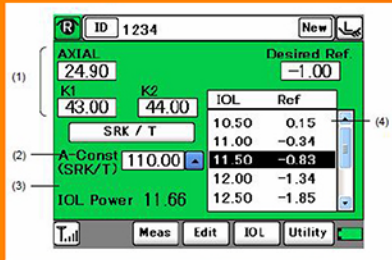 R ID 1234 New
AXIAL Desired Ref.
24.90 -1.00
(1)
K1 K2
43.00 44.00
IOL Ref
SRK / T
10.50 0.15
(4)
11.00 -0.34
(2) A-Const 110.00
(SRK/T)
11.50 -0.83
12.00 -1.34
(3)
IOL Power 11.66
12.50 -1.85
T Meas Edit IOL Utility